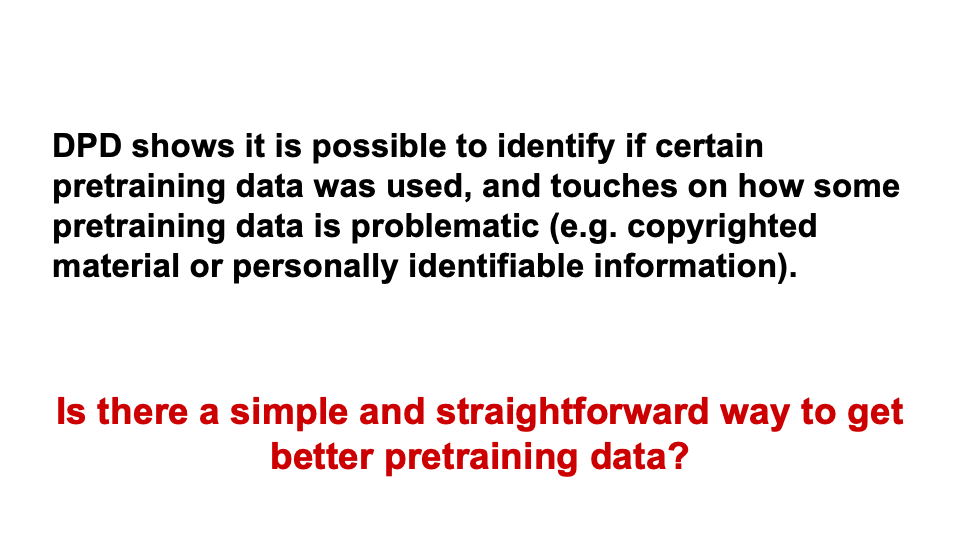 DPD shows it is possible to identify if certain
pretraining data was used, and touches on how some
pretraining data is problematic (e.g. copyrighted
material or personally identifiable information).
Is there a simple and straightforward way to get
better pretraining data?